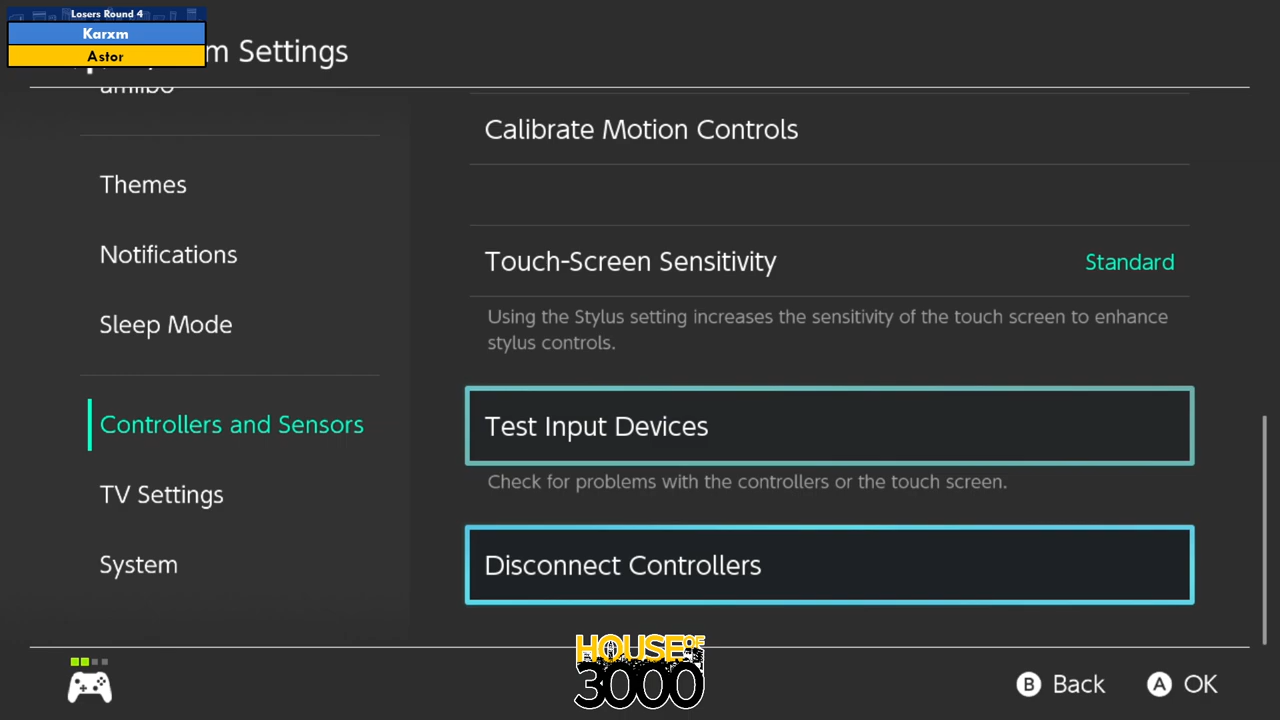 Losers Round 4
Karxm
Astor
m Settings
amiibo
Themes
Notifications
Sleep Mode
Controllers and Sensors
TV Settings
System
Calibrate Motion Controls
Touch-Screen Sensitivity Standard
Using the Stylus setting increases the sensitivity of the touch screen to enhance
stylus controls.
Test Input Devices
Check for problems with the controllers or the touch screen.
Disconnect Controllers
HOUSE OF
3000
B Back A OK